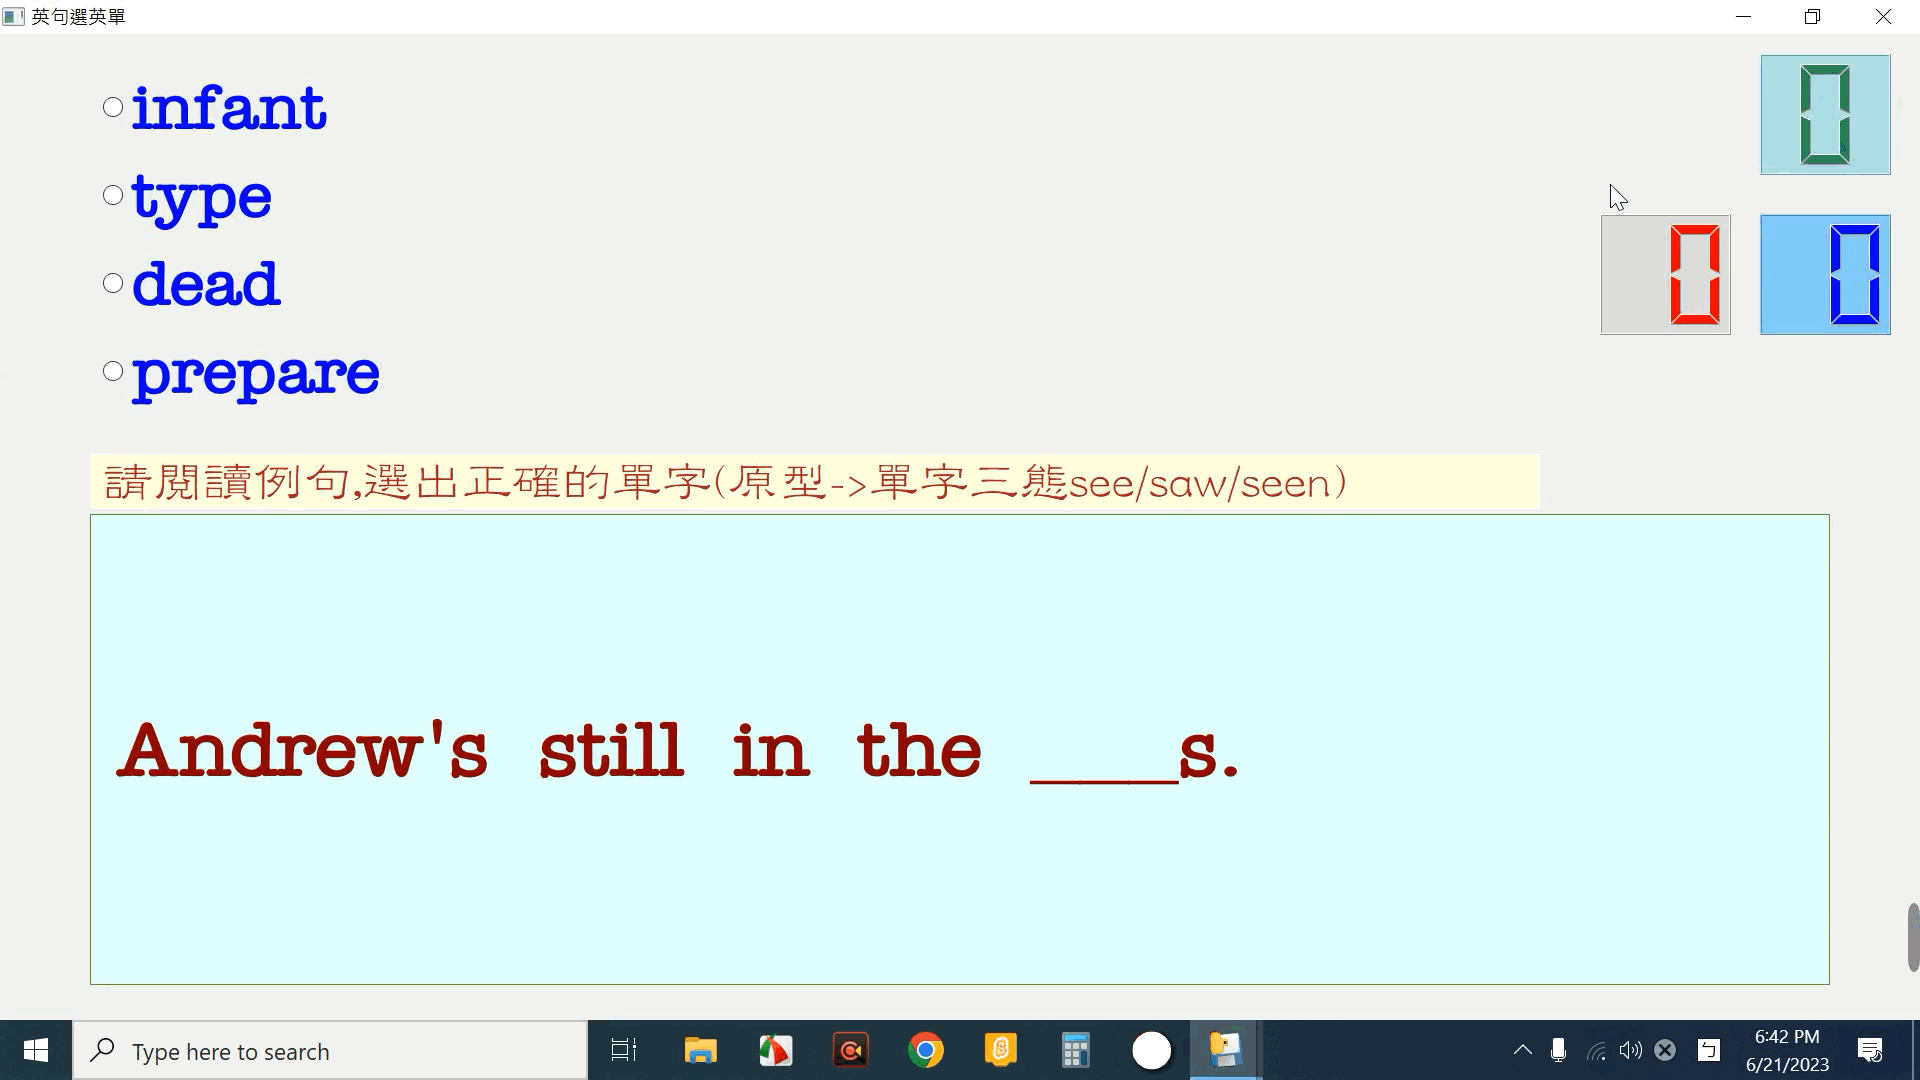 英句選英單
0
infant
type
dead
prepare
0
0
請閱讀例句,選出正確的單字(原型->單字三態see/saw/seen)
Andrew's still in the ___s.
Type here to search
ㄅ
6:42 PM
6/21/2023